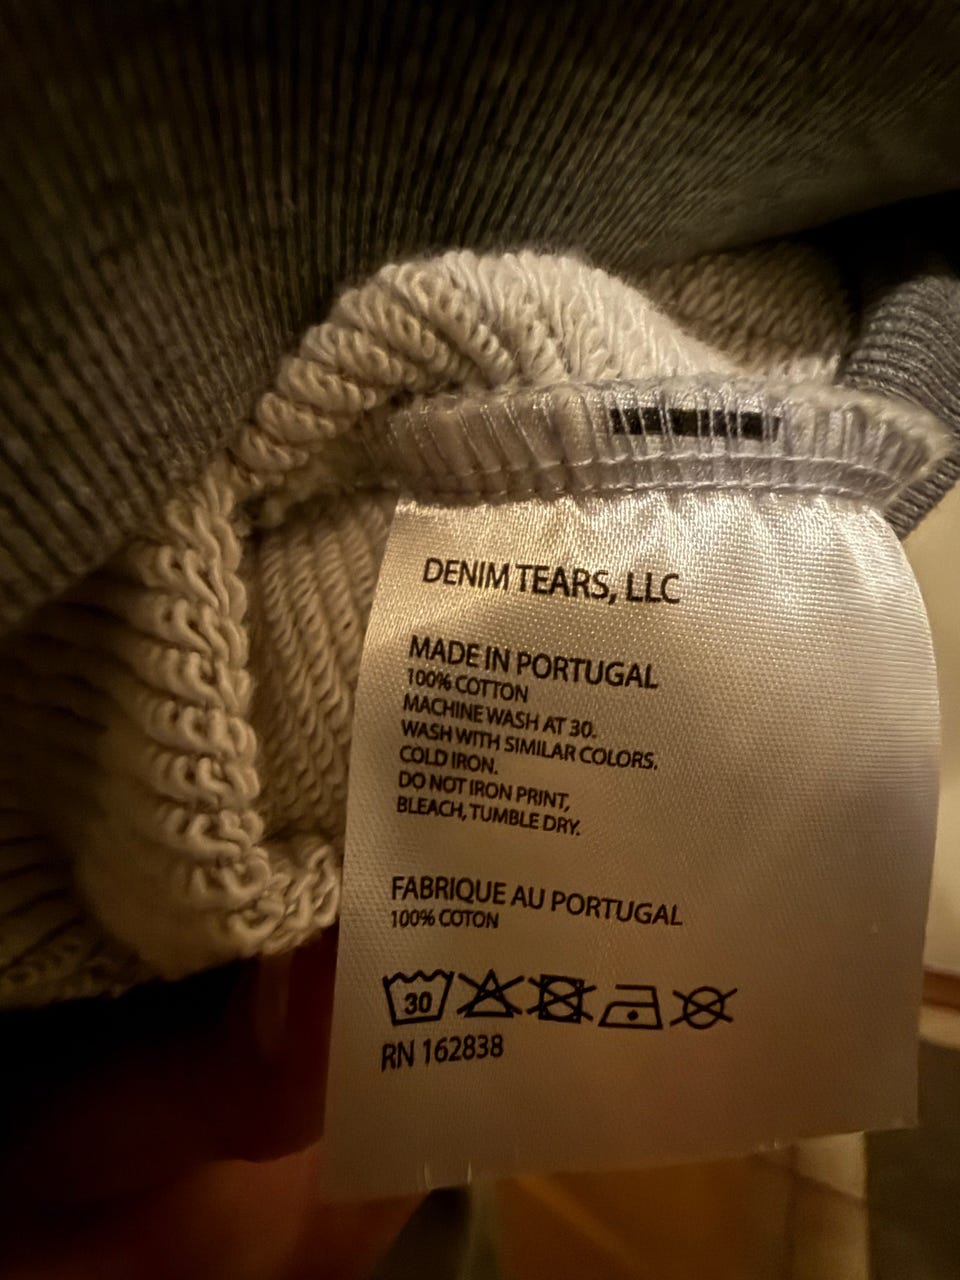 DENIM TEARS, LLC
MADE IN PORTUGAL
100% COTTON
MACHINE WASH AT 30.
WASH WITH SIMILAR COLORS.
COLD IRON.
DO NOT IRON PRINT,
BLEACH, TUMBLE DRY.
FABRIQUE AU PORTUGAL
100% COTON
30
RN 162838